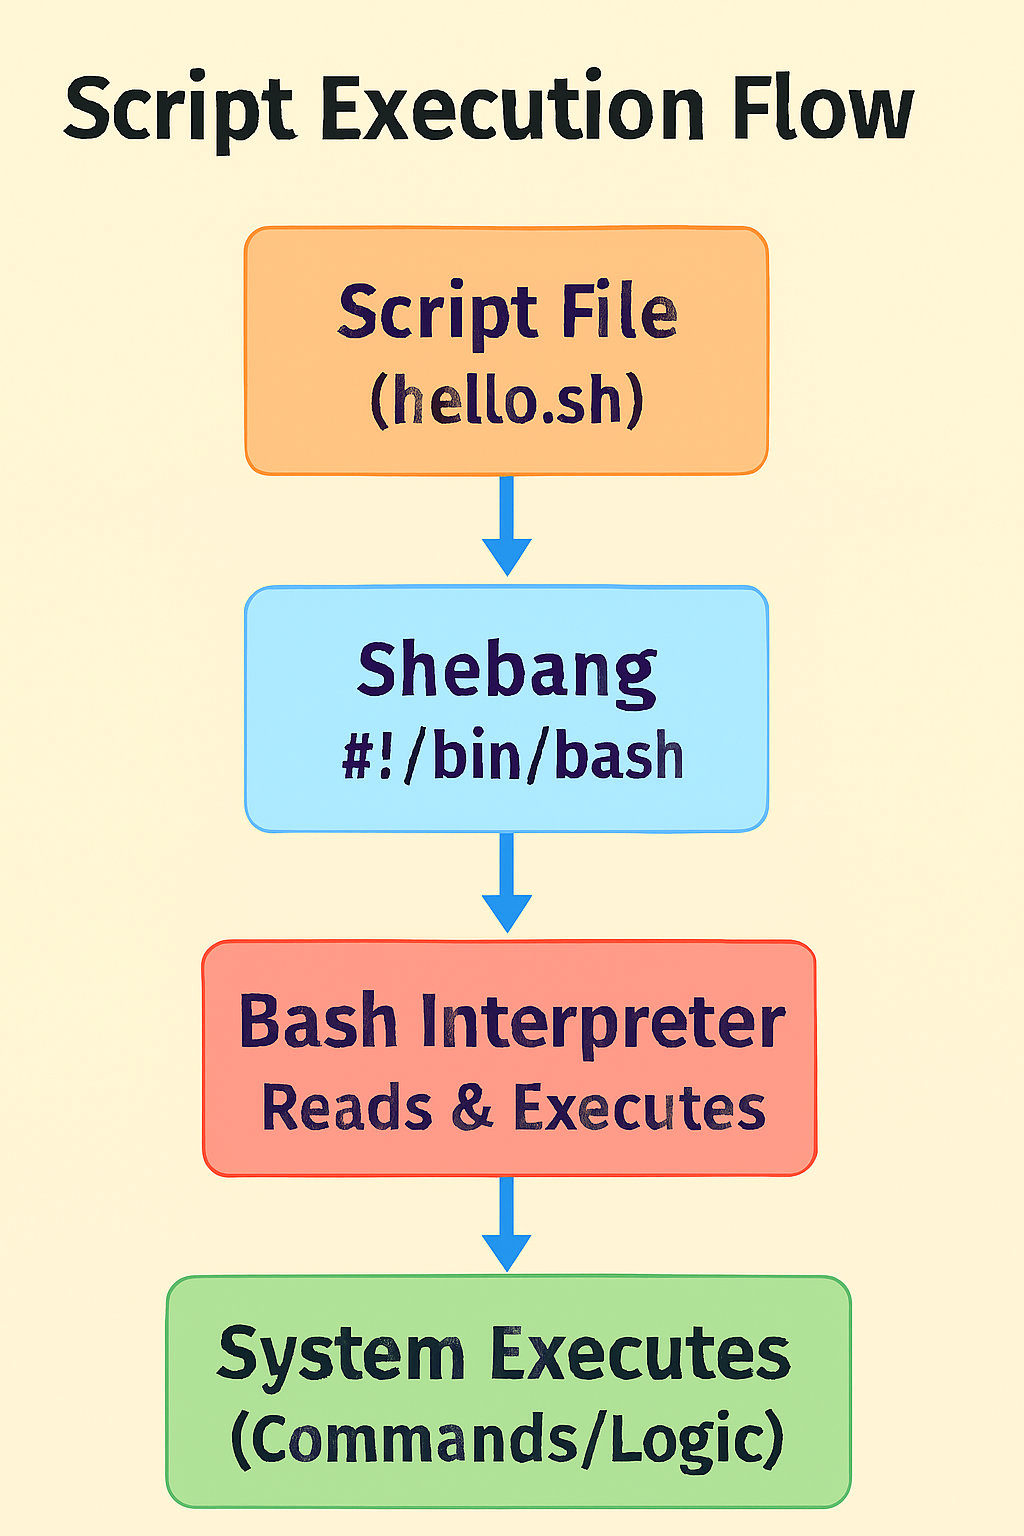 Script Execution Flow
Script File
(hello.sh)
Shebang
#!/bin/bash
Bash Interpreter
Reads & Executes
System Executes
(Commands/Logic)